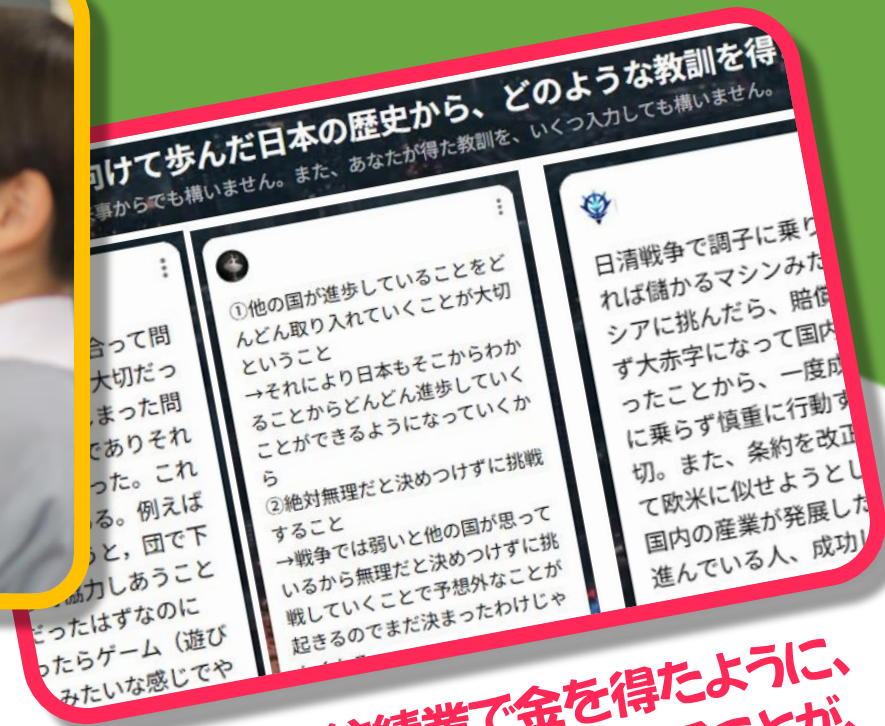 向けて歩んだ日本の歴史から、どのような教訓を得
事からでも構いません。また、あなたが得た教訓を、いくつ入力しても構いません。
合って問
大切だっ
まった問
でありそれ
った。これ
る。例えば
うと，団で下
協力しあうこと
だったはずなのに
ったらゲーム（遊び
みたいな感じでや
①他の国が進歩していることをど
んどん取り入れていくことが大切
ということ
→それにより日本もそこからわか
ることからどんどん進歩していく
ことができるようになっていくか
ら
②絶対無理だと決めつけずに挑戦
すること
→戦争では弱いと他の国が思って
いるから無理だと決めつけずに挑
戦していくことで予想外なことが
起きるのでまだ決まったわけじゃ
日清戦争で調子に乗り
れば儲かるマシンみた
シアに挑んだら、賠償
ず大赤字になって国内
ったことから、一度成
に乗らず慎重に行動す
切。また、条約を改正
て欧米に似せようとし
国内の産業が発展した
進んでいる人、成功し
績業で金を得たように、
ことが、